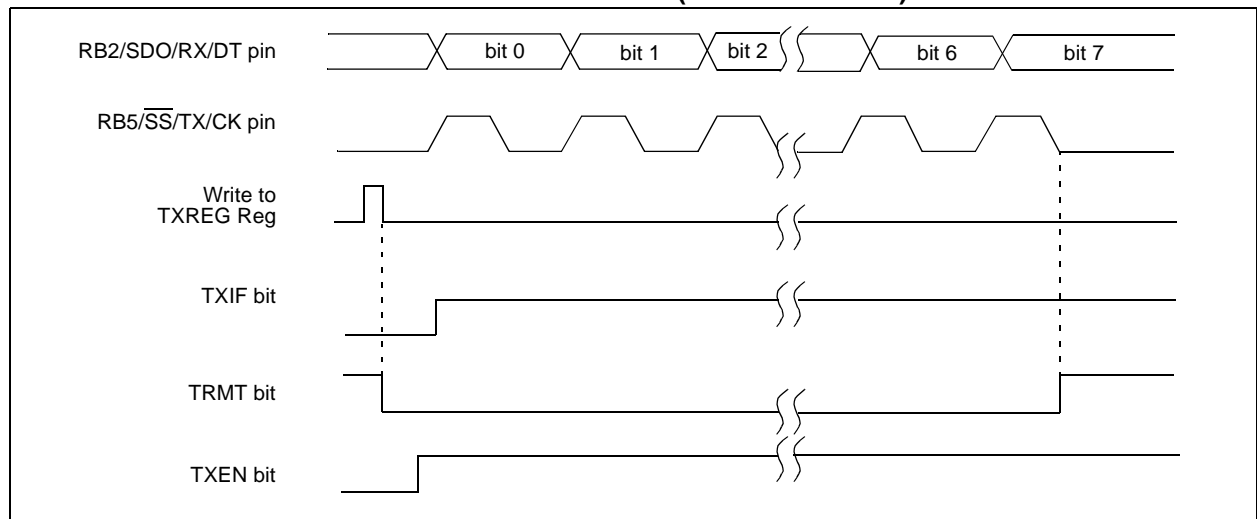 RB2/SDO/RX/DT pin
bit 0
bit 1
bit 2
bit 6
bit 7
RB5/SS/TX/CK pin
Write to
TXREG Reg
TXIF bit
TRMT bit
TXEN bit